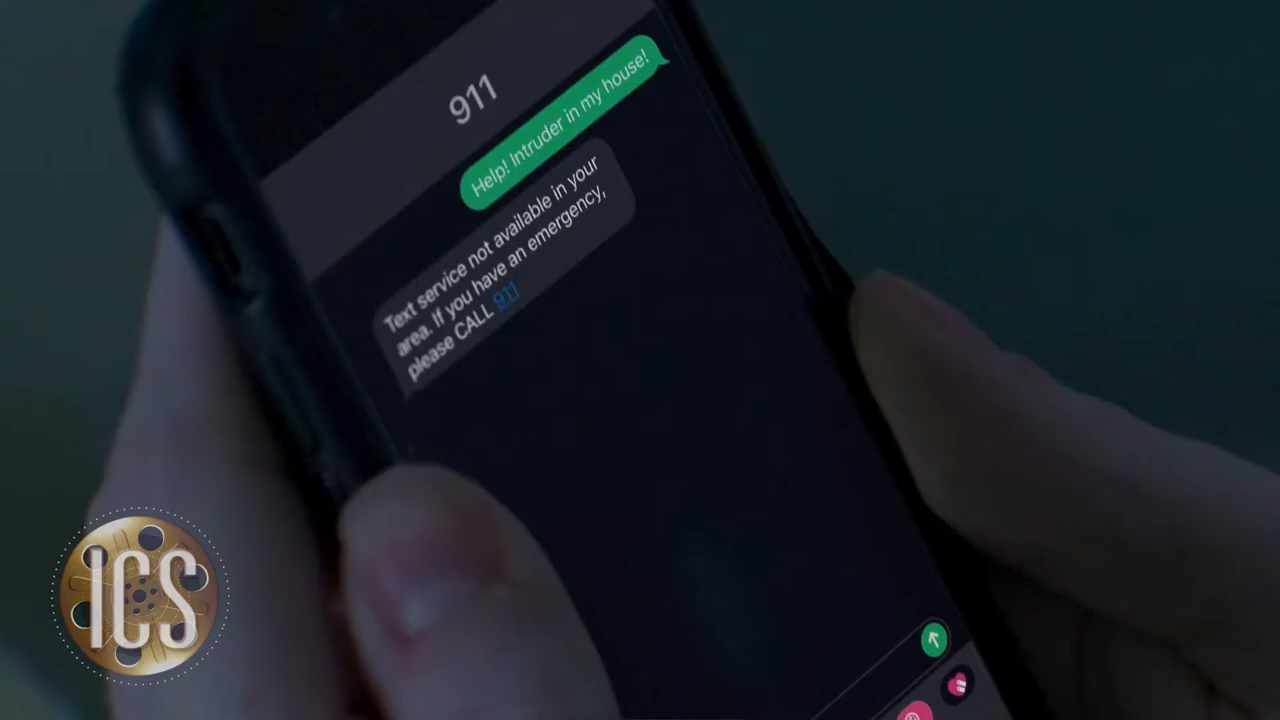 911
Help! Intruder in my house!
Text service not available in your
area. If you have an emergency,
please CALL 911
ICS